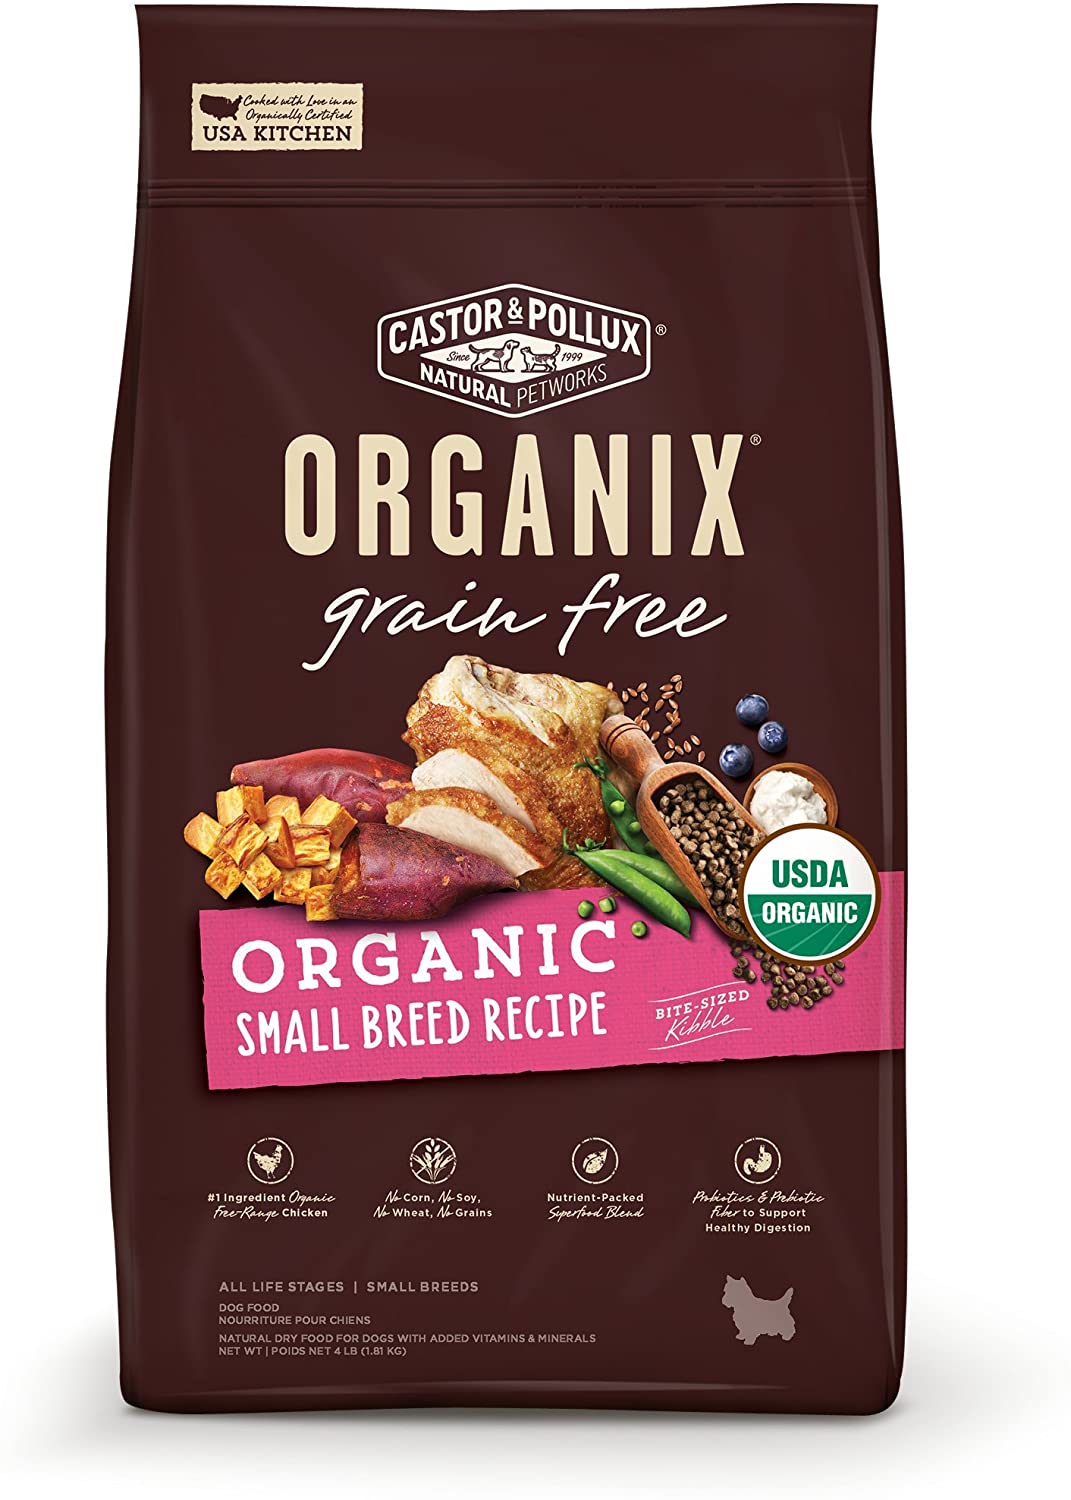 Cooked with Love in an
Organically Certified
USA KITCHEN
CASTOR & POLLUX®
Since 1999
NATURAL PETWORKS
ORGANIX®
grain free
USDA
ORGANIC
ORGANIC
SMALL BREED RECIPE
BITE-SIZED
Kibble
#1 Ingredient Organic
Free-Range Chicken
No Corn, No Soy,
No Wheat, No Grains
Nutrient-Packed
Superfood Blend
Probiotics & Prebiotic
Fiber to Support
Healthy Digestion
ALL LIFE STAGES | SMALL BREEDS
DOG FOOD
NOURRITURE POUR CHIENS
NATURAL DRY FOOD FOR DOGS WITH ADDED VITAMINS & MINERALS
NET WT | POIDS NET 4 LB (1.81 KG)